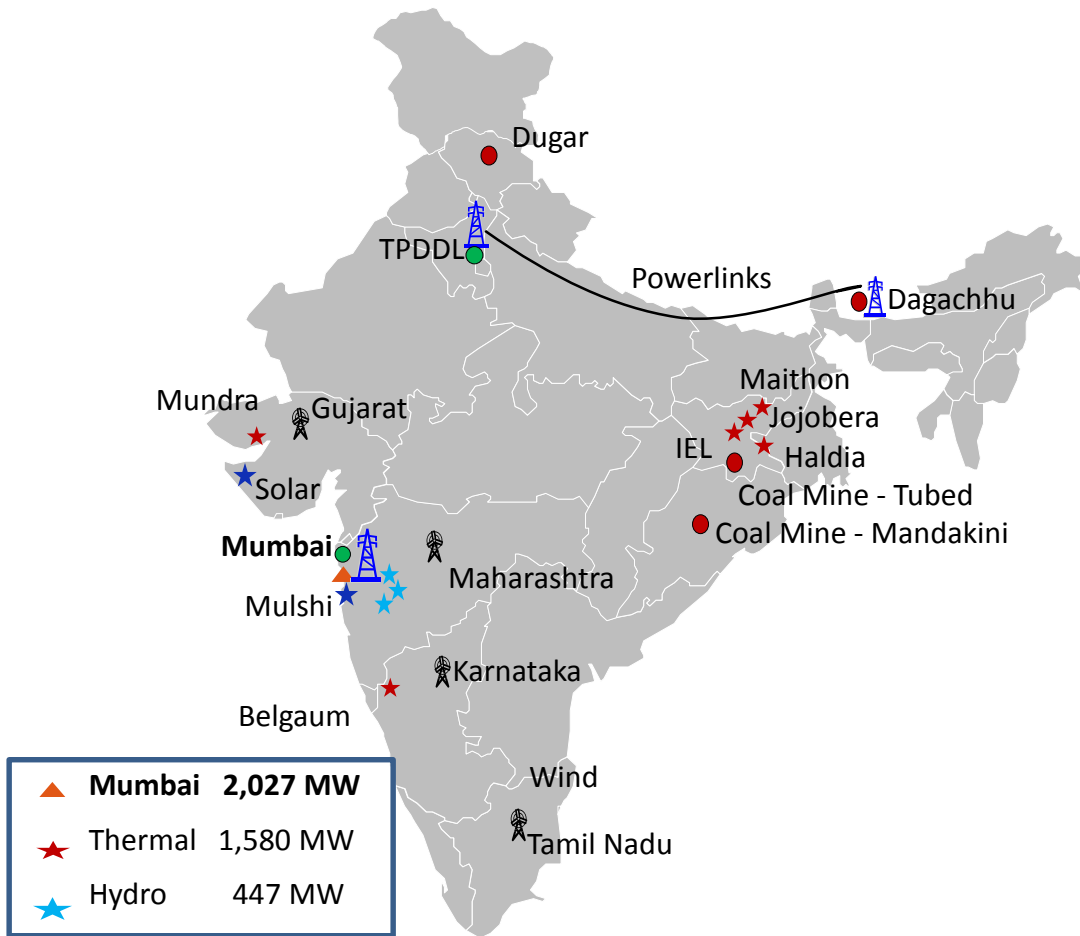 Dugar
TPDDL
Powerlinks
Dagachhu
Maithon
Mundra
Gujarat
Jojobera
IEL
Haldia
Solar
Coal Mine - Tubed
Coal Mine - Mandakini
Mumbai
Maharashtra
Mulshi
Karnataka
Belgaum
Wind
Tamil Nadu
Mumbai 2,027 MW
Thermal 1,580 MW
Hydro 447 MW